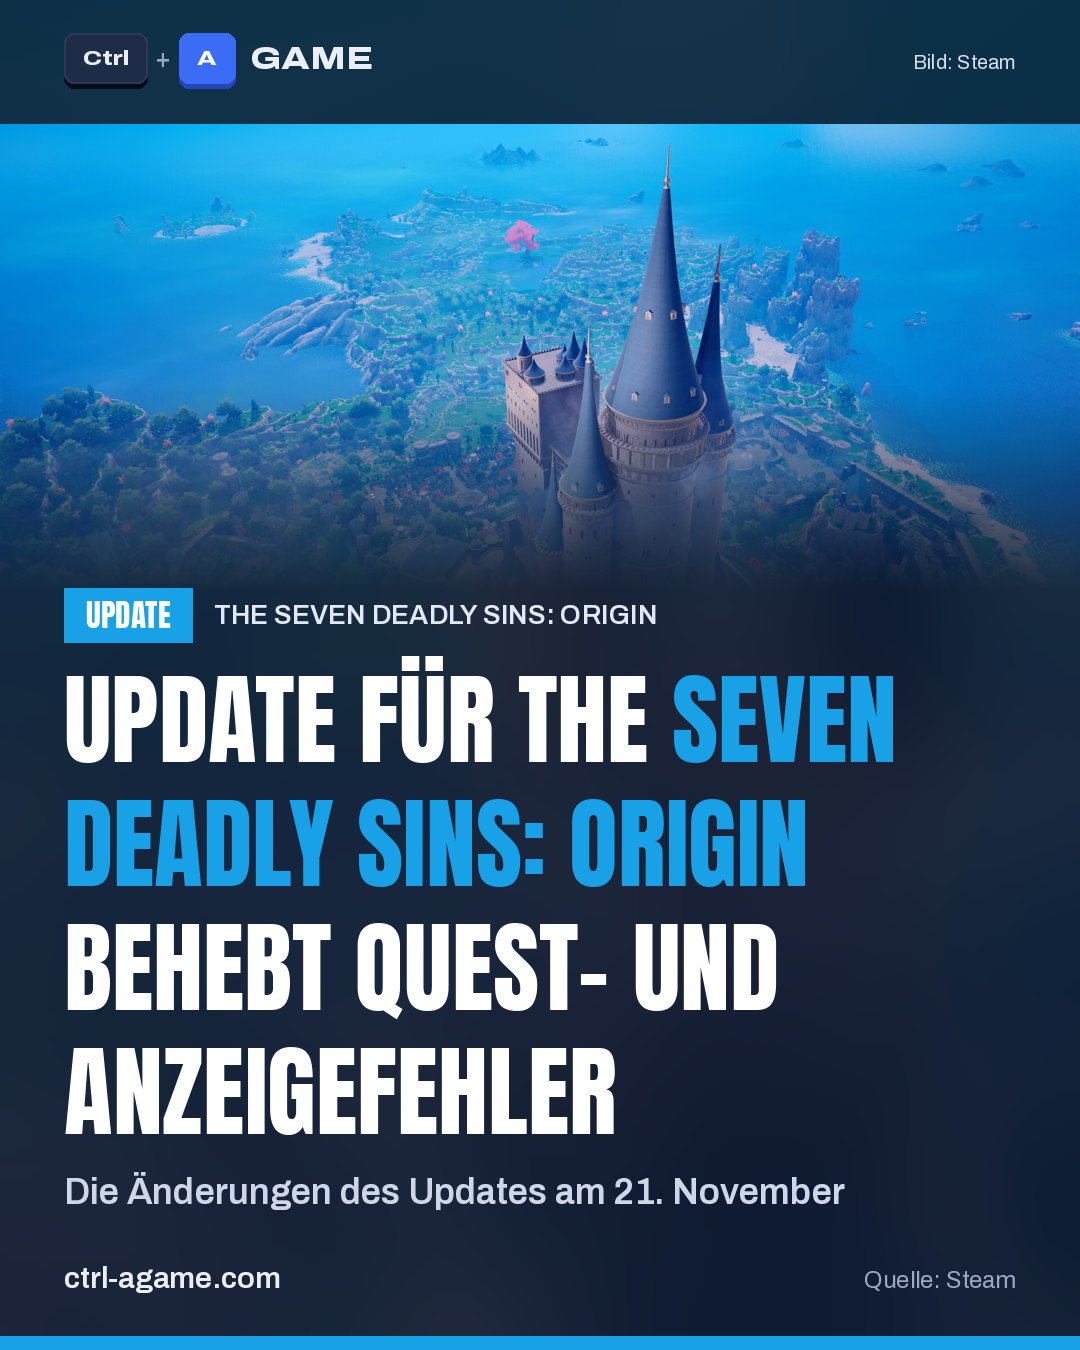 Ctrl + A GAME
Bild: Steam
UPDATE THE SEVEN DEADLY SINS: ORIGIN
UPDATE FÜR THE SEVEN
DEADLY SINS: ORIGIN
BEHEBT QUEST- UND
ANZEIGEFEHLER
Die Änderungen des Updates am 21. November
ctrl-agame.com
Quelle: Steam